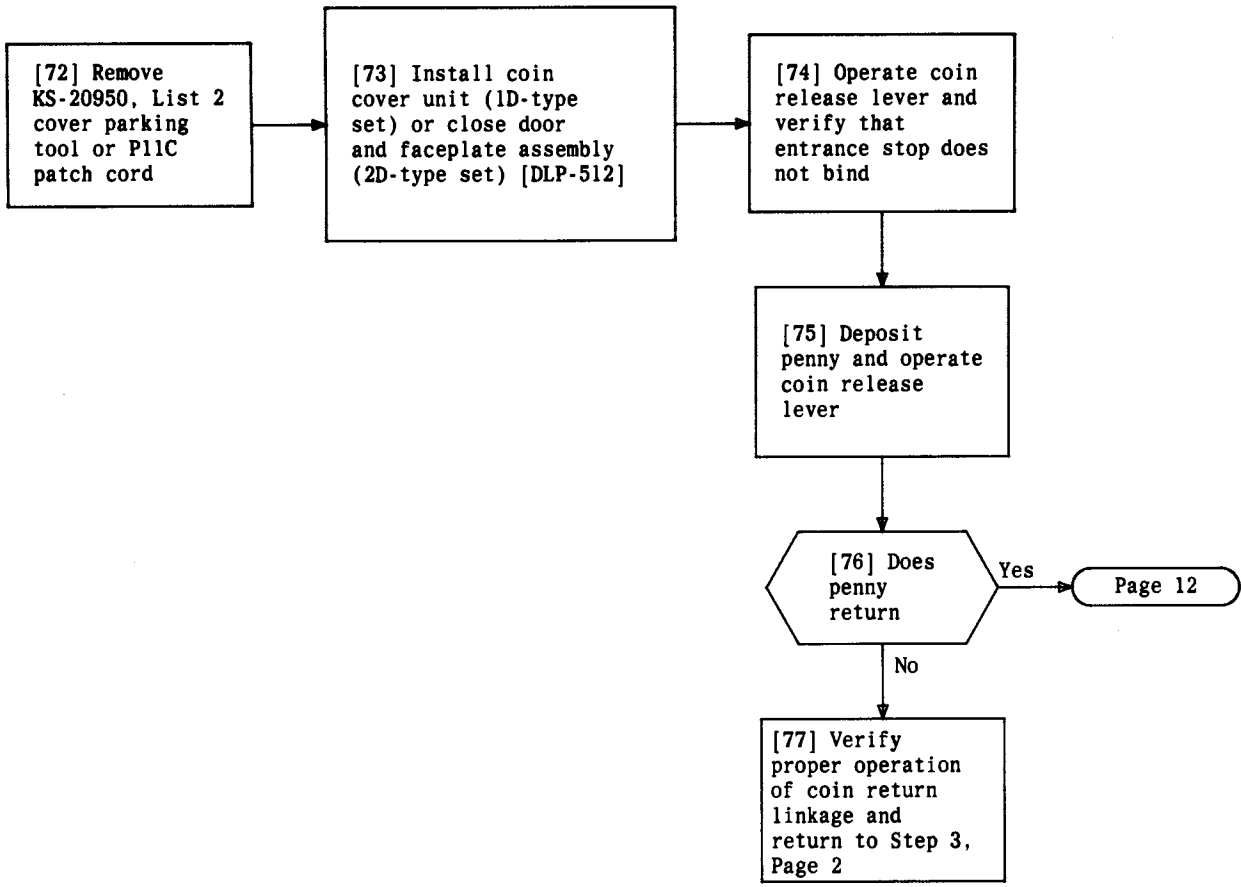 [72] Remove
KS-20950, List 2
cover parking
tool or P11C
patch cord
[73] Install coin
cover unit (1D-type
set) or close door
and faceplate assembly
(2D-type set) [DLP-512]
[74] Operate coin
release lever and
verify that
entrance stop does
not bind
[75] Deposit
penny and operate
coin release
lever
[76] Does
penny
return
Yes
Page 12
No
[77] Verify
proper operation
of coin return
linkage and
return to Step 3,
Page 2